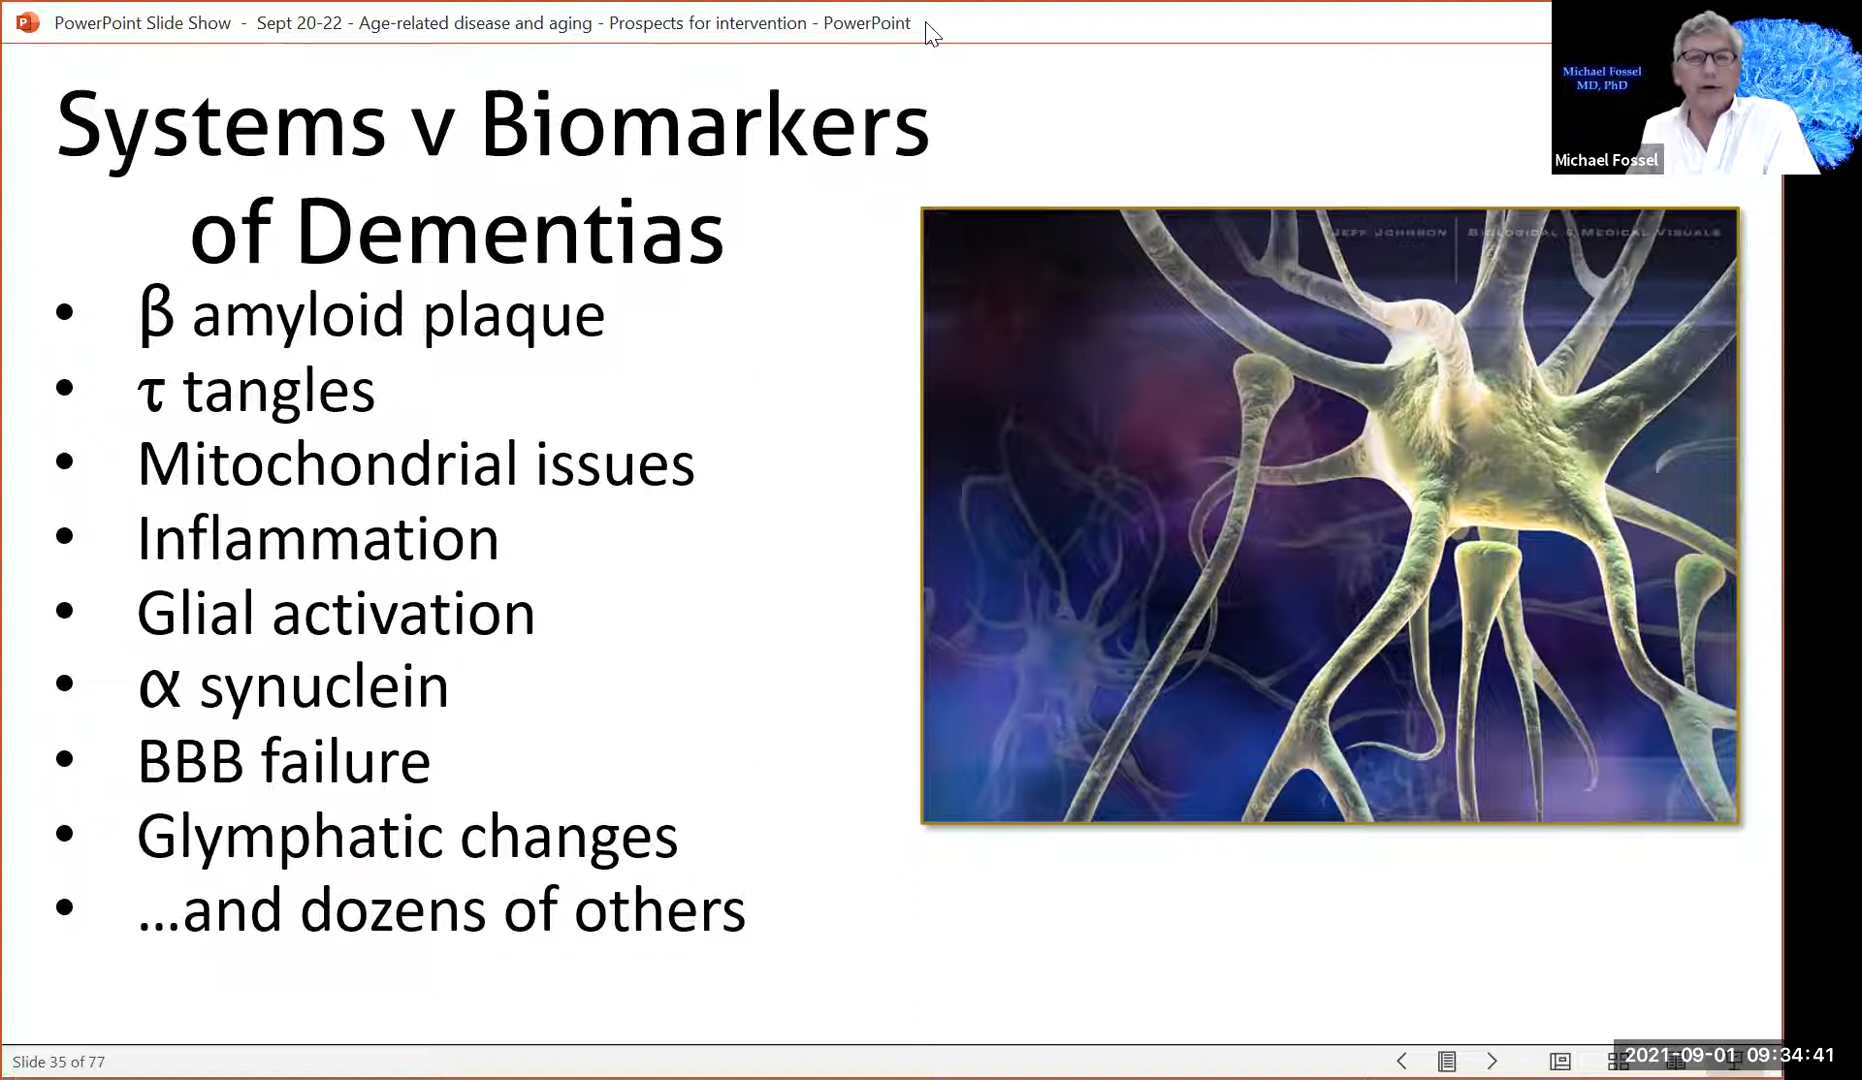 PowerPoint Slide Show - Sept 20-22 - Age-related disease and aging - Prospects for intervention - PowerPoint
Michael Fossel
MD, PhD
Michael Fossel
Systems v Biomarkers
of Dementias
JEFF JOHNSON | BIOLOGICAL & MEDICAL VISUALS
• β amyloid plaque
• τ tangles
• Mitochondrial issues
• Inflammation
• Glial activation
• α synuclein
• BBB failure
• Glymphatic changes
• ...and dozens of others
Slide 35 of 77
2021-09-01 09:34:41